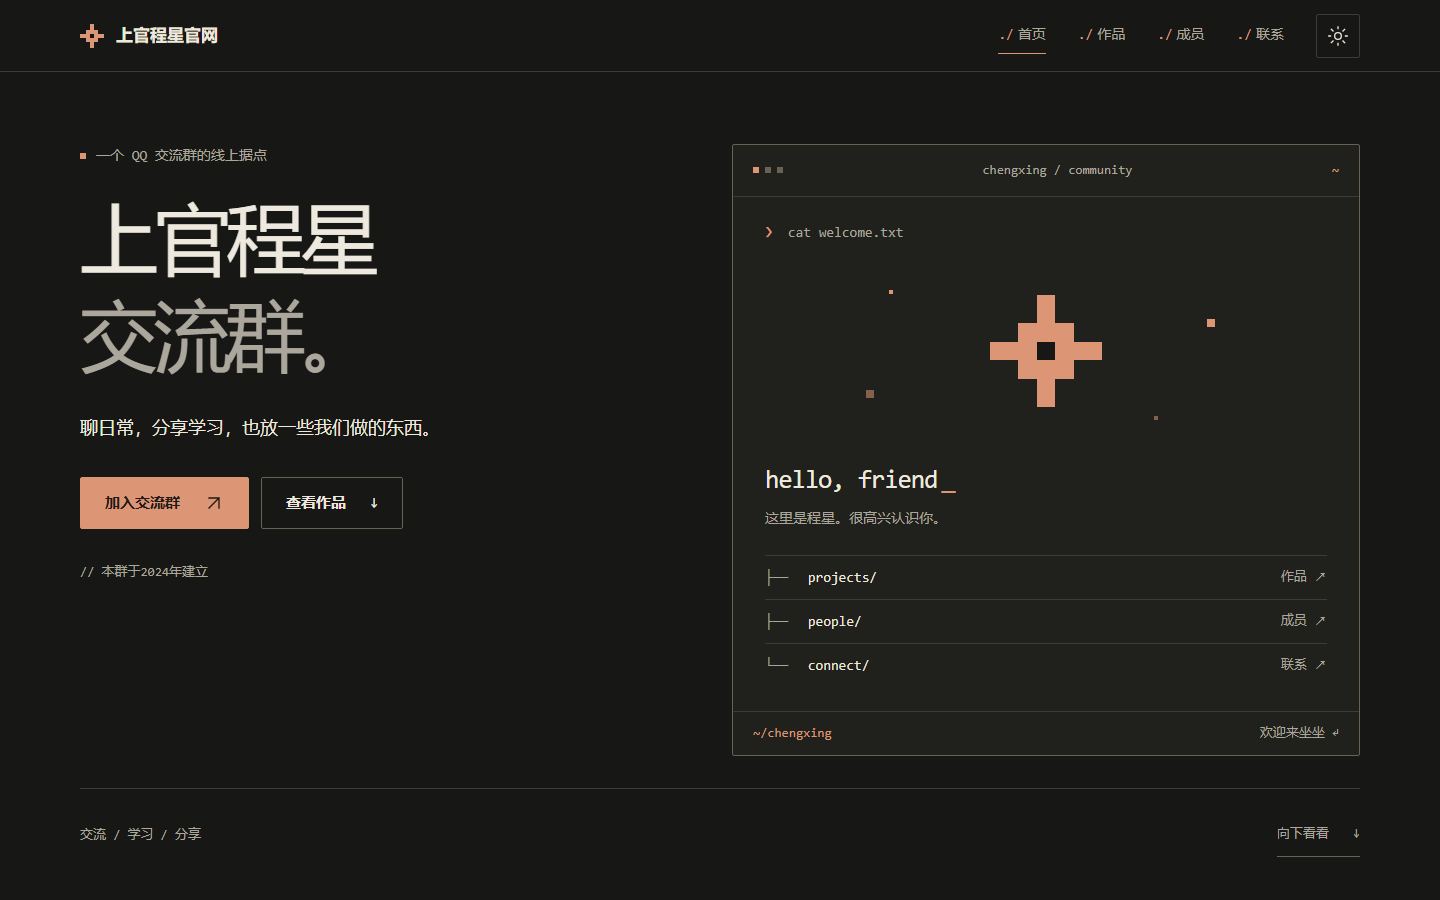 上官程星官网
./ 首页
./ 作品
./ 成员
./ 联系
一个 QQ 交流群的线上据点
上官程星
交流群。
聊日常，分享学习，也放一些我们做的东西。
加入交流群 ↗
查看作品 ↓
// 本群于2024年建立
chengxing / community ~
❯ cat welcome.txt
hello, friend_
这里是程星。很高兴认识你。
├── projects/ 作品 ↗
├── people/ 成员 ↗
└── connect/ 联系 ↗
~/chengxing 欢迎来坐坐 ↲
交流 / 学习 / 分享
向下看看 ↓